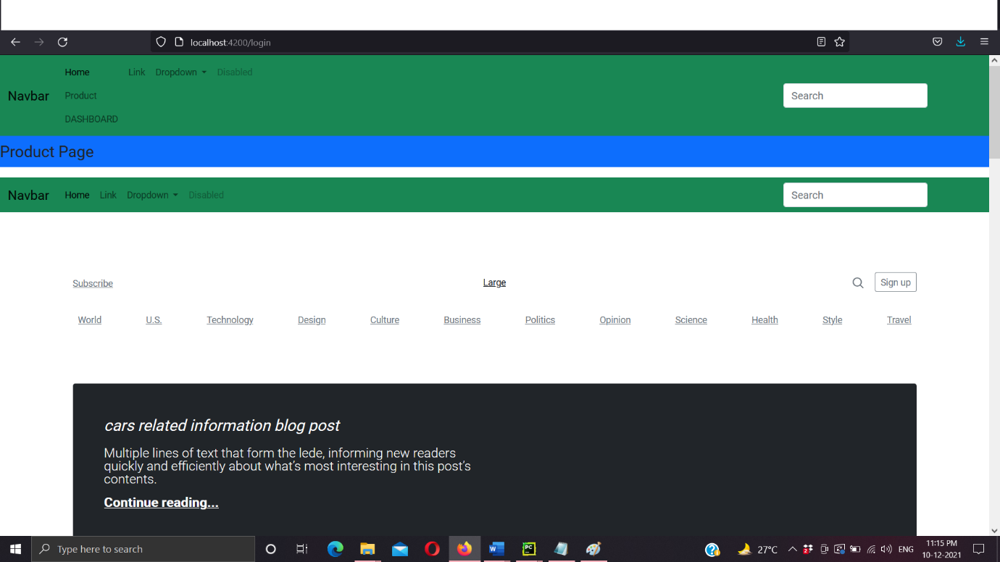 localhost:4200/login
Home Link Dropdown Disabled
Navbar Product Search
DASHBOARD
Product Page
Navbar Home Link Dropdown Disabled Search
Subscribe Large Sign up
World U.S. Technology Design Culture Business Politics Opinion Science Health Style Travel
cars related information blog post
Multiple lines of text that form the lede, informing new readers
quickly and efficiently about what’s most interesting in this post’s
contents.
Continue reading...
Type here to search 27°C ENG 11:15 PM
10-12-2021